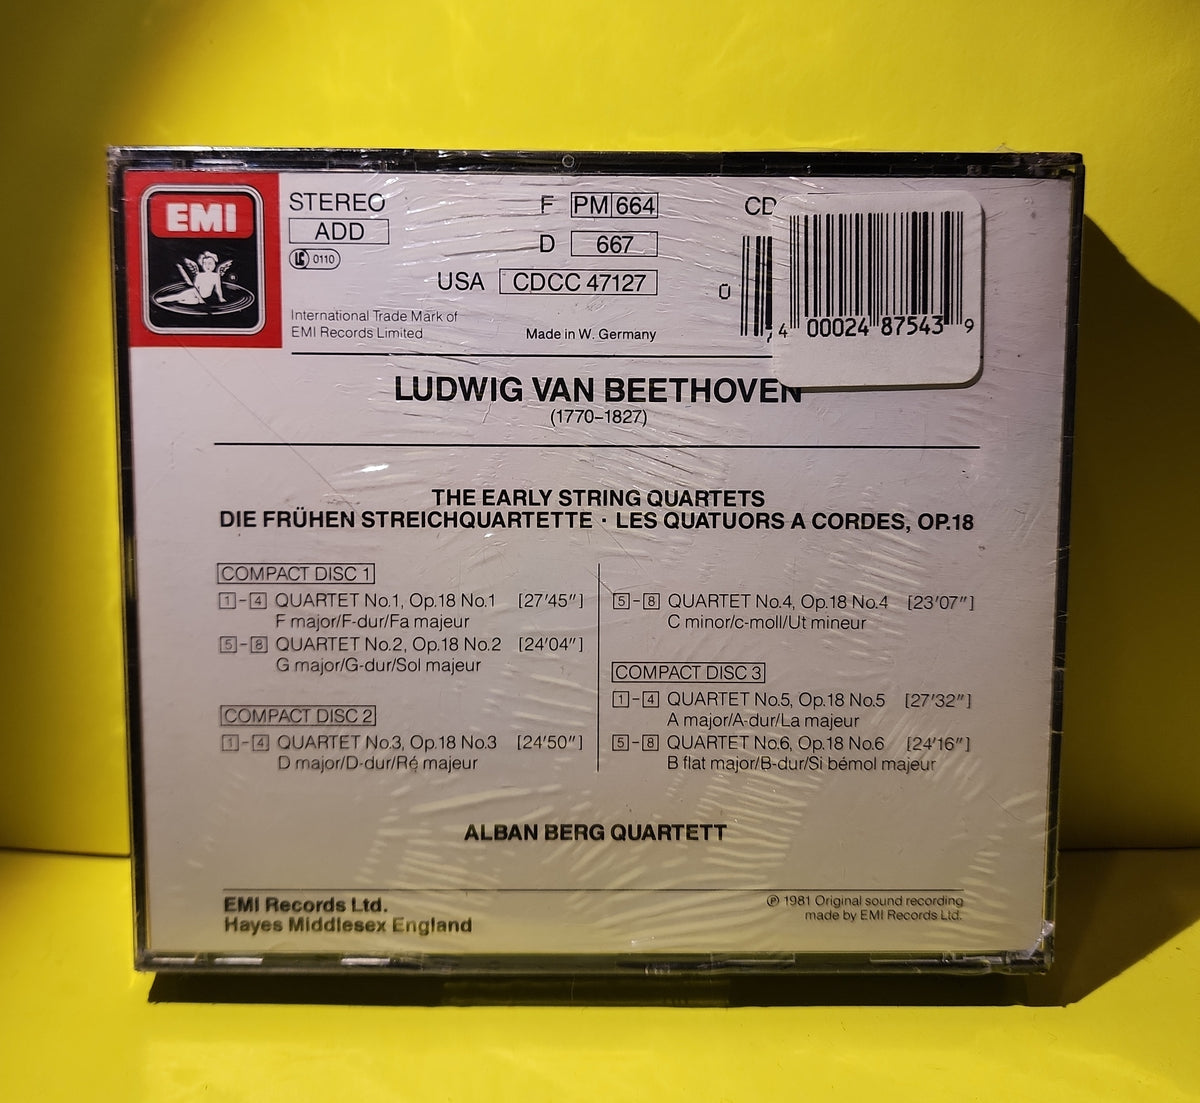 EMI
STEREO
ADD
LC 0110
International Trade Mark of
EMI Records Limited
F PM 664
D 667
USA CDCC 47127
Made in W. Germany
CD
0
4 00024 87543 9
LUDWIG VAN BEETHOVEN
(1770–1827)
THE EARLY STRING QUARTETS
DIE FRÜHEN STREICHQUARTETTE · LES QUATUORS A CORDES, OP.18
COMPACT DISC 1
1–4 QUARTET No.1, Op.18 No.1 [27'45"]
F major/F-dur/Fa majeur
5–8 QUARTET No.2, Op.18 No.2 [24'04"]
G major/G-dur/Sol majeur
COMPACT DISC 2
1–4 QUARTET No.3, Op.18 No.3 [24'50"]
D major/D-dur/Ré majeur
5–8 QUARTET No.4, Op.18 No.4 [23'07"]
C minor/c-moll/Ut mineur
COMPACT DISC 3
1–4 QUARTET No.5, Op.18 No.5 [27'32"]
A major/A-dur/La majeur
5–8 QUARTET No.6, Op.18 No.6 [24'16"]
B flat major/B-dur/Si bémol majeur
ALBAN BERG QUARTETT
EMI Records Ltd.
Hayes Middlesex England
℗ 1981 Original sound recording
made by EMI Records Ltd.